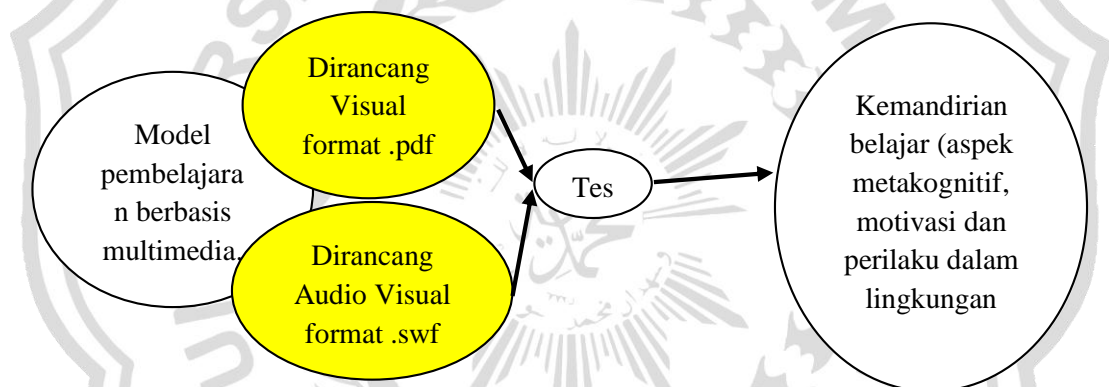 Model
pembelajara
n berbasis
multimedia.
Dirancang
Visual
format .pdf
Dirancang
Audio Visual
format .swf
Tes
Kemandirian
belajar (aspek
metakognitif,
motivasi dan
perilaku dalam
lingkungan